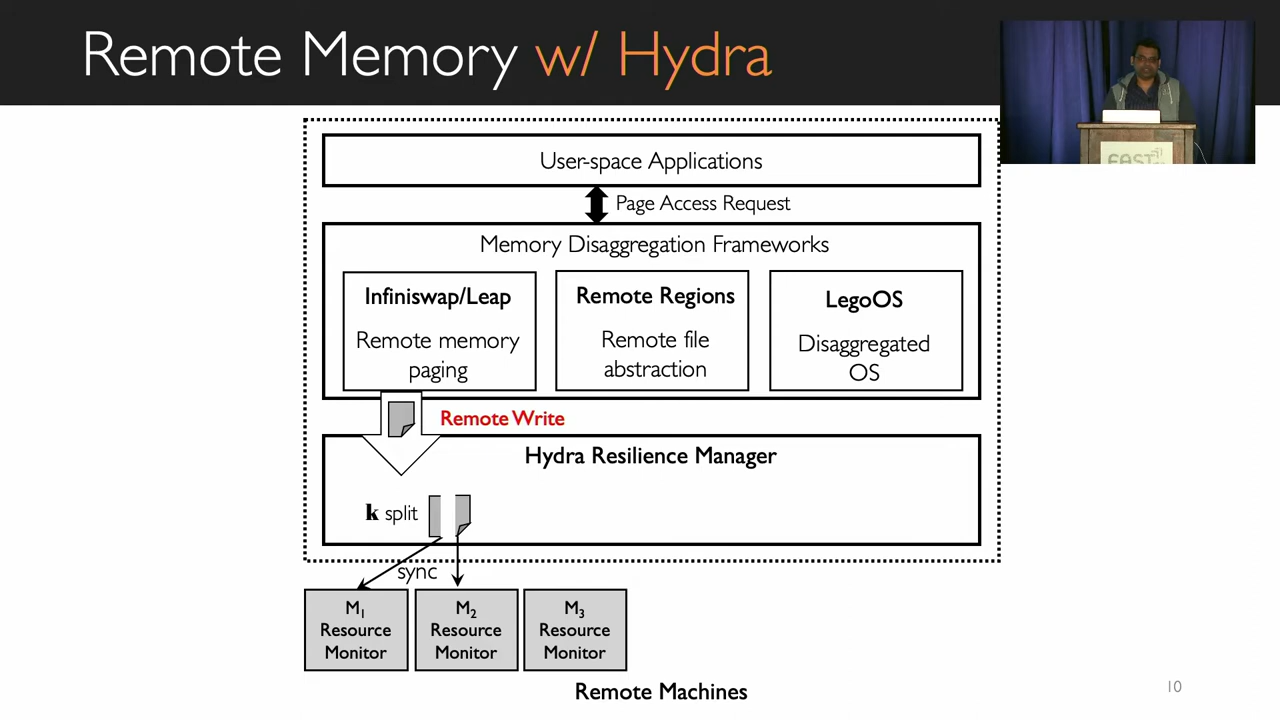 Remote Memory w/ Hydra
User-space Applications
Page Access Request
Memory Disaggregation Frameworks
Infiniswap/Leap
Remote memory
paging
Remote Regions
Remote file
abstraction
LegoOS
Disaggregated
OS
Remote Write
Hydra Resilience Manager
k split
sync
M1
Resource
Monitor
M2
Resource
Monitor
M3
Resource
Monitor
Remote Machines
10
FAST